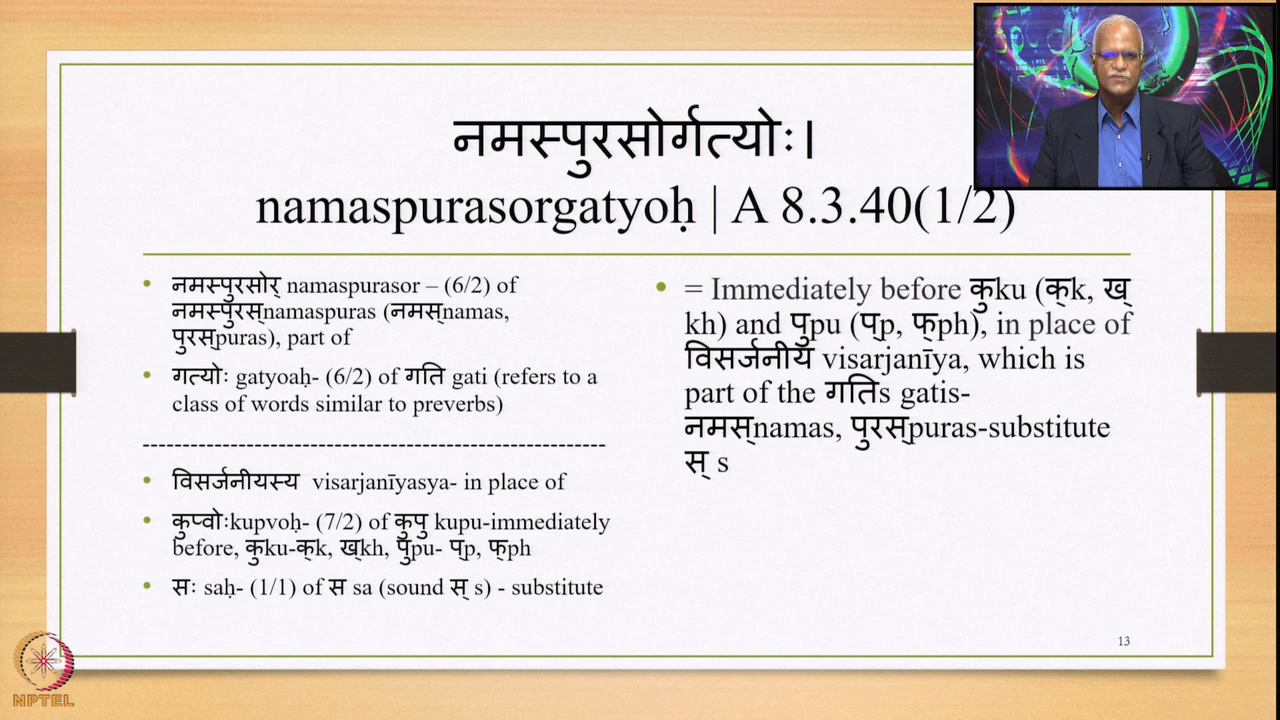 नमस्पुरसोर्गत्योः।
namaspurasorgatyoḥ | A 8.3.40(1/2)
• नमस्पुरसोर् namaspurasor – (6/2) of
नमस्पुरस्namaspuras (नमस्namas,
पुरस्puras), part of
• गत्योः gatyoaḥ- (6/2) of गति gati (refers to a
class of words similar to preverbs)
------------------------------------------------------------
• विसर्जनीयस्य visarjanīyasya- in place of
• कुप्वोःkupvoḥ- (7/2) of कुपु kupu-immediately
before, कुku-क्k, ख्kh, पुpu- प्p, फ्ph
• सः saḥ- (1/1) of स sa (sound स् s) - substitute
• = Immediately before कुku (क्k, ख्
kh) and पुpu (प्p, फ्ph), in place of
विसर्जनीय visarjanīya, which is
part of the गतिs gatis-
नमस्namas, पुरस्puras-substitute
स् s
13
NPTEL